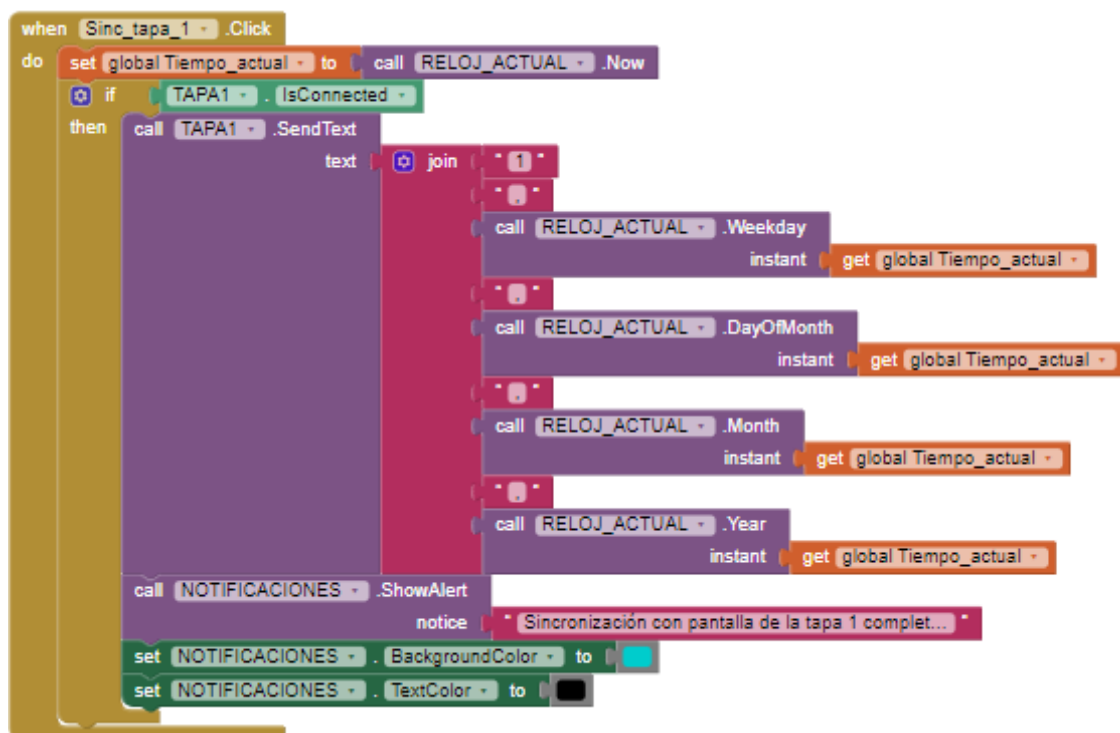 when Sinc_tapa_1 .Click
do set global Tiempo_actual to call RELOJ_ACTUAL .Now
if TAPA1 . IsConnected
then call TAPA1 .SendText
text join " 1 "
" , "
call RELOJ_ACTUAL .Weekday
instant get global Tiempo_actual
" , "
call RELOJ_ACTUAL .DayOfMonth
instant get global Tiempo_actual
" , "
call RELOJ_ACTUAL .Month
instant get global Tiempo_actual
" , "
call RELOJ_ACTUAL .Year
instant get global Tiempo_actual
call NOTIFICACIONES .ShowAlert
notice " Sincronización con pantalla de la tapa 1 complet... "
set NOTIFICACIONES . BackgroundColor to
set NOTIFICACIONES . TextColor to